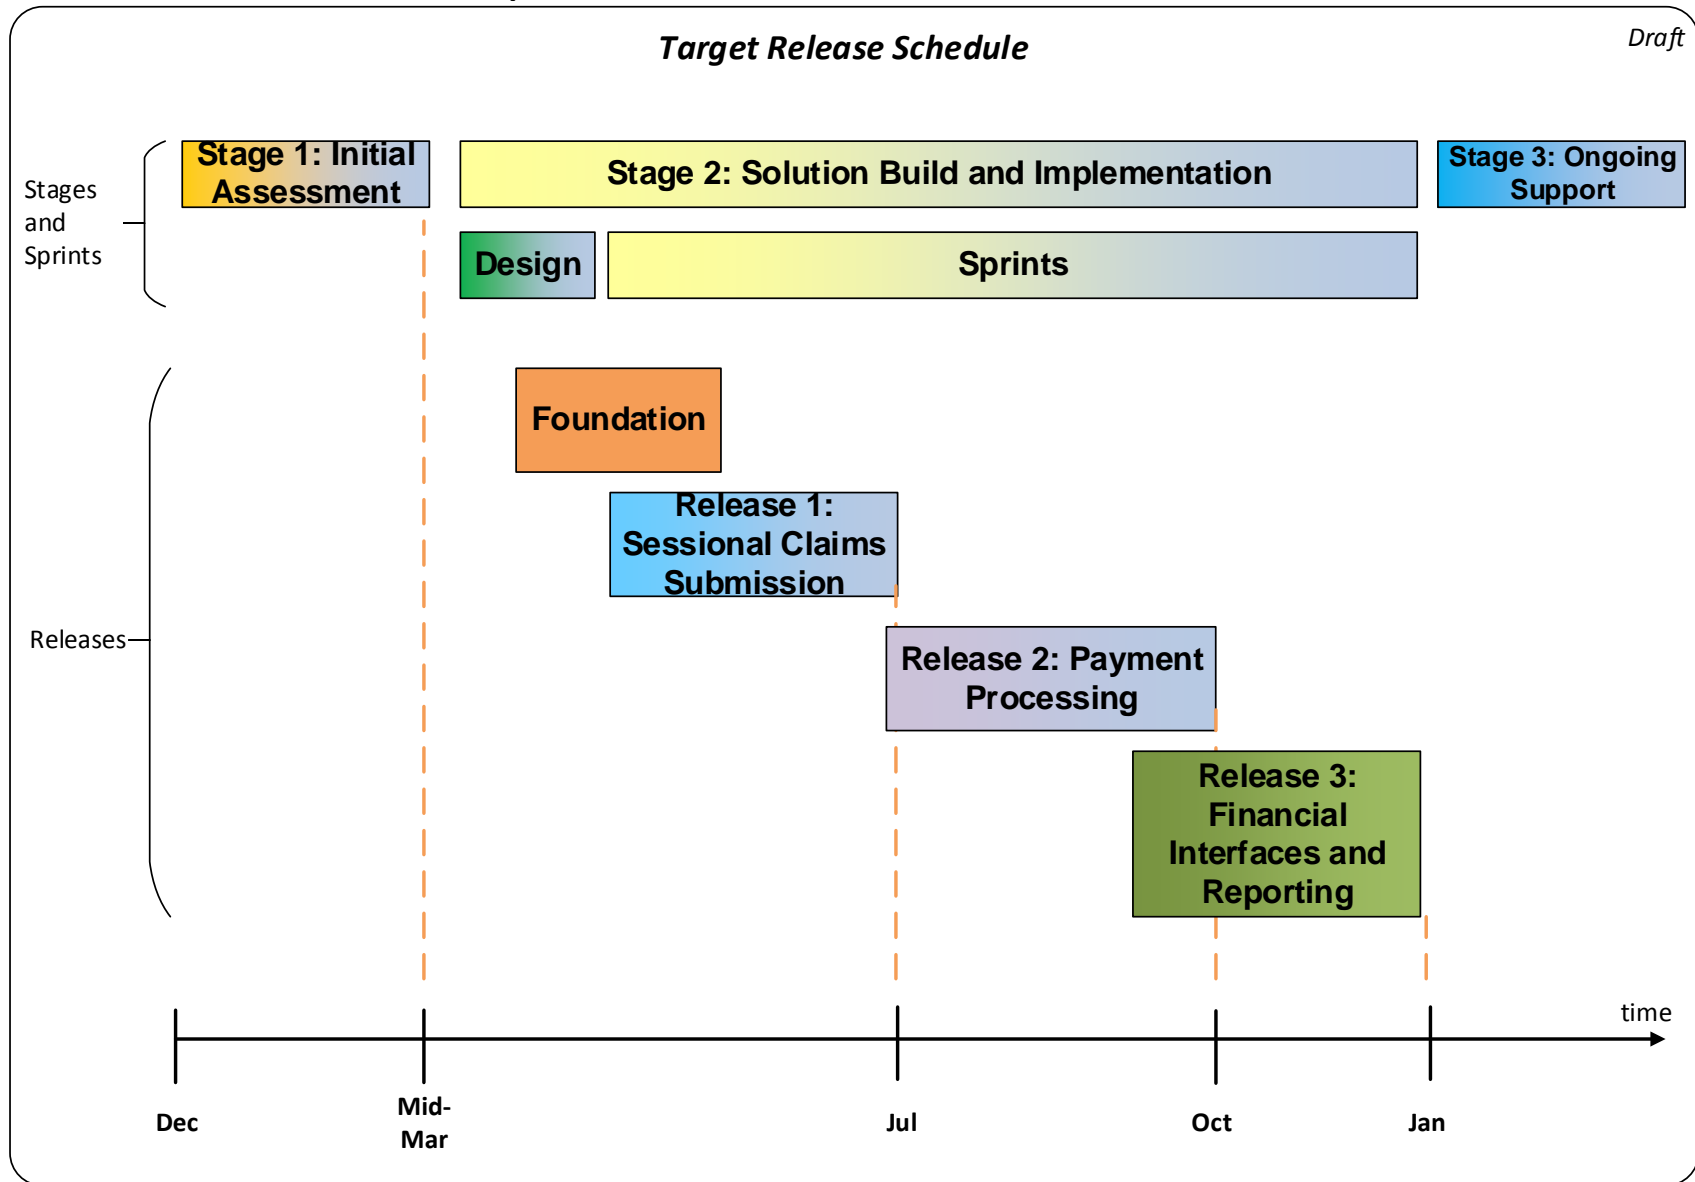 Target Release Schedule
Draft
Stages
and
Sprints
Stage 1: Initial
Assessment
Stage 2: Solution Build and Implementation
Stage 3: Ongoing
Support
Design
Sprints
Releases
Foundation
Release 1:
Sessional Claims
Submission
Release 2: Payment
Processing
Release 3:
Financial
Interfaces and
Reporting
time
Dec
Mid-
Mar
Jul
Oct
Jan